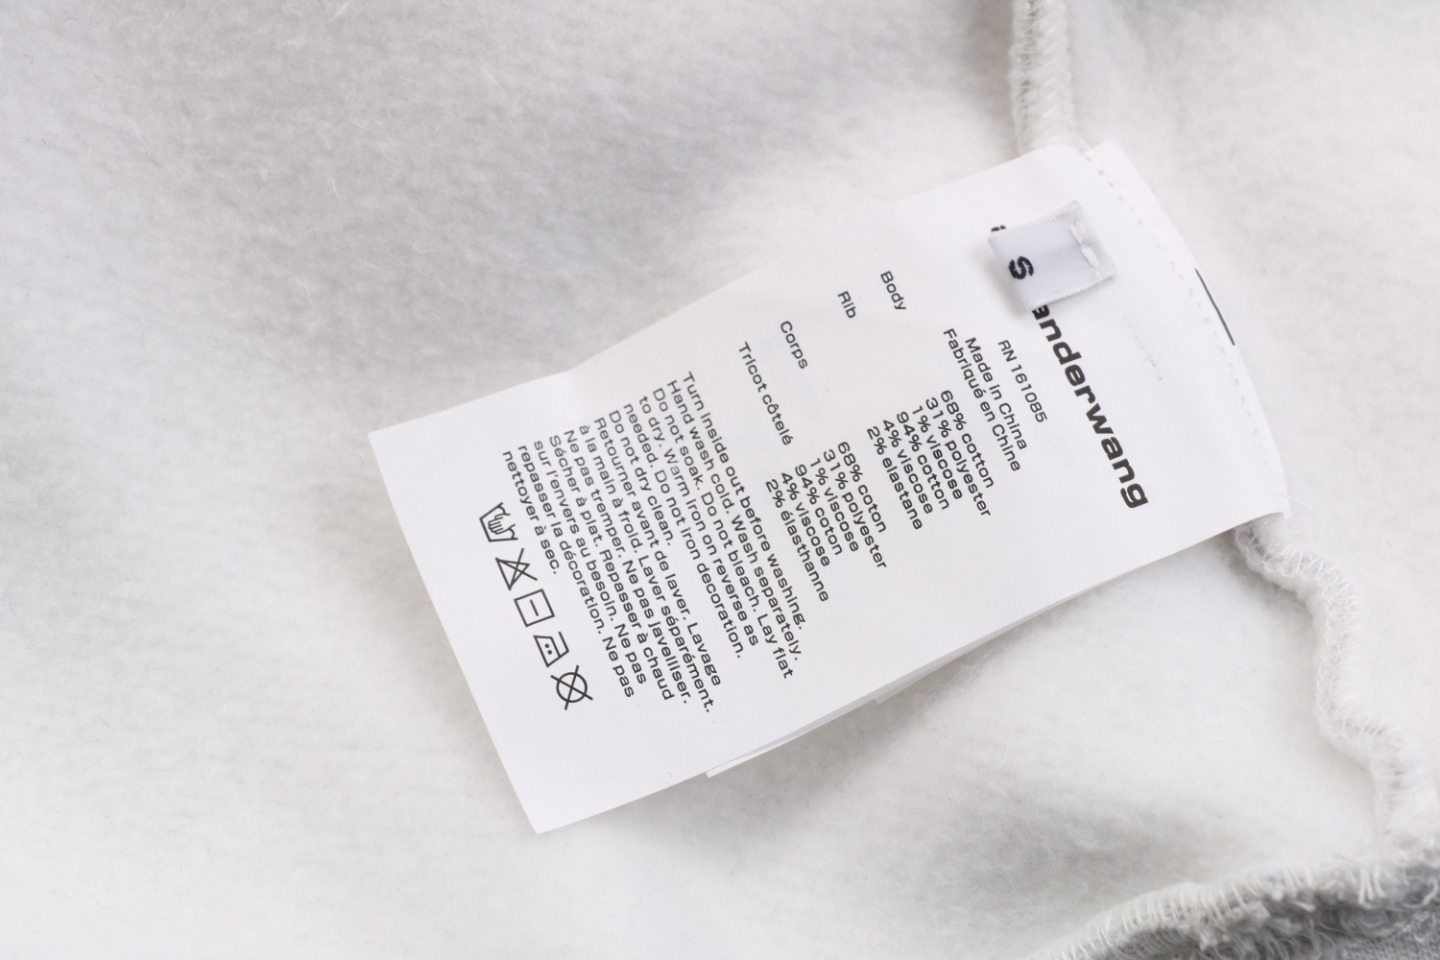 S
anderwang
RN 161085
Made in China
Fabriqué en Chine
Body
68% cotton
31% polyester
1% viscose
Rib
94% cotton
4% viscose
2% elastane
Corps
68% coton
31% polyester
1% viscose
Tricot côtelé
94% coton
4% viscose
2% élasthanne
Turn inside out before washing.
Hand wash cold. Wash separately.
Do not soak. Do not bleach. Lay flat
to dry. Warm iron on reverse as
needed. Do not iron decoration.
Do not dry clean.
Retourner avant de laver. Lavage
à la main à froid. Laver séparément.
Ne pas tremper. Ne pas javelliser.
Sécher à plat. Repasser à chaud
sur l'envers au besoin. Ne pas
repasser la décoration. Ne pas
nettoyer à sec.